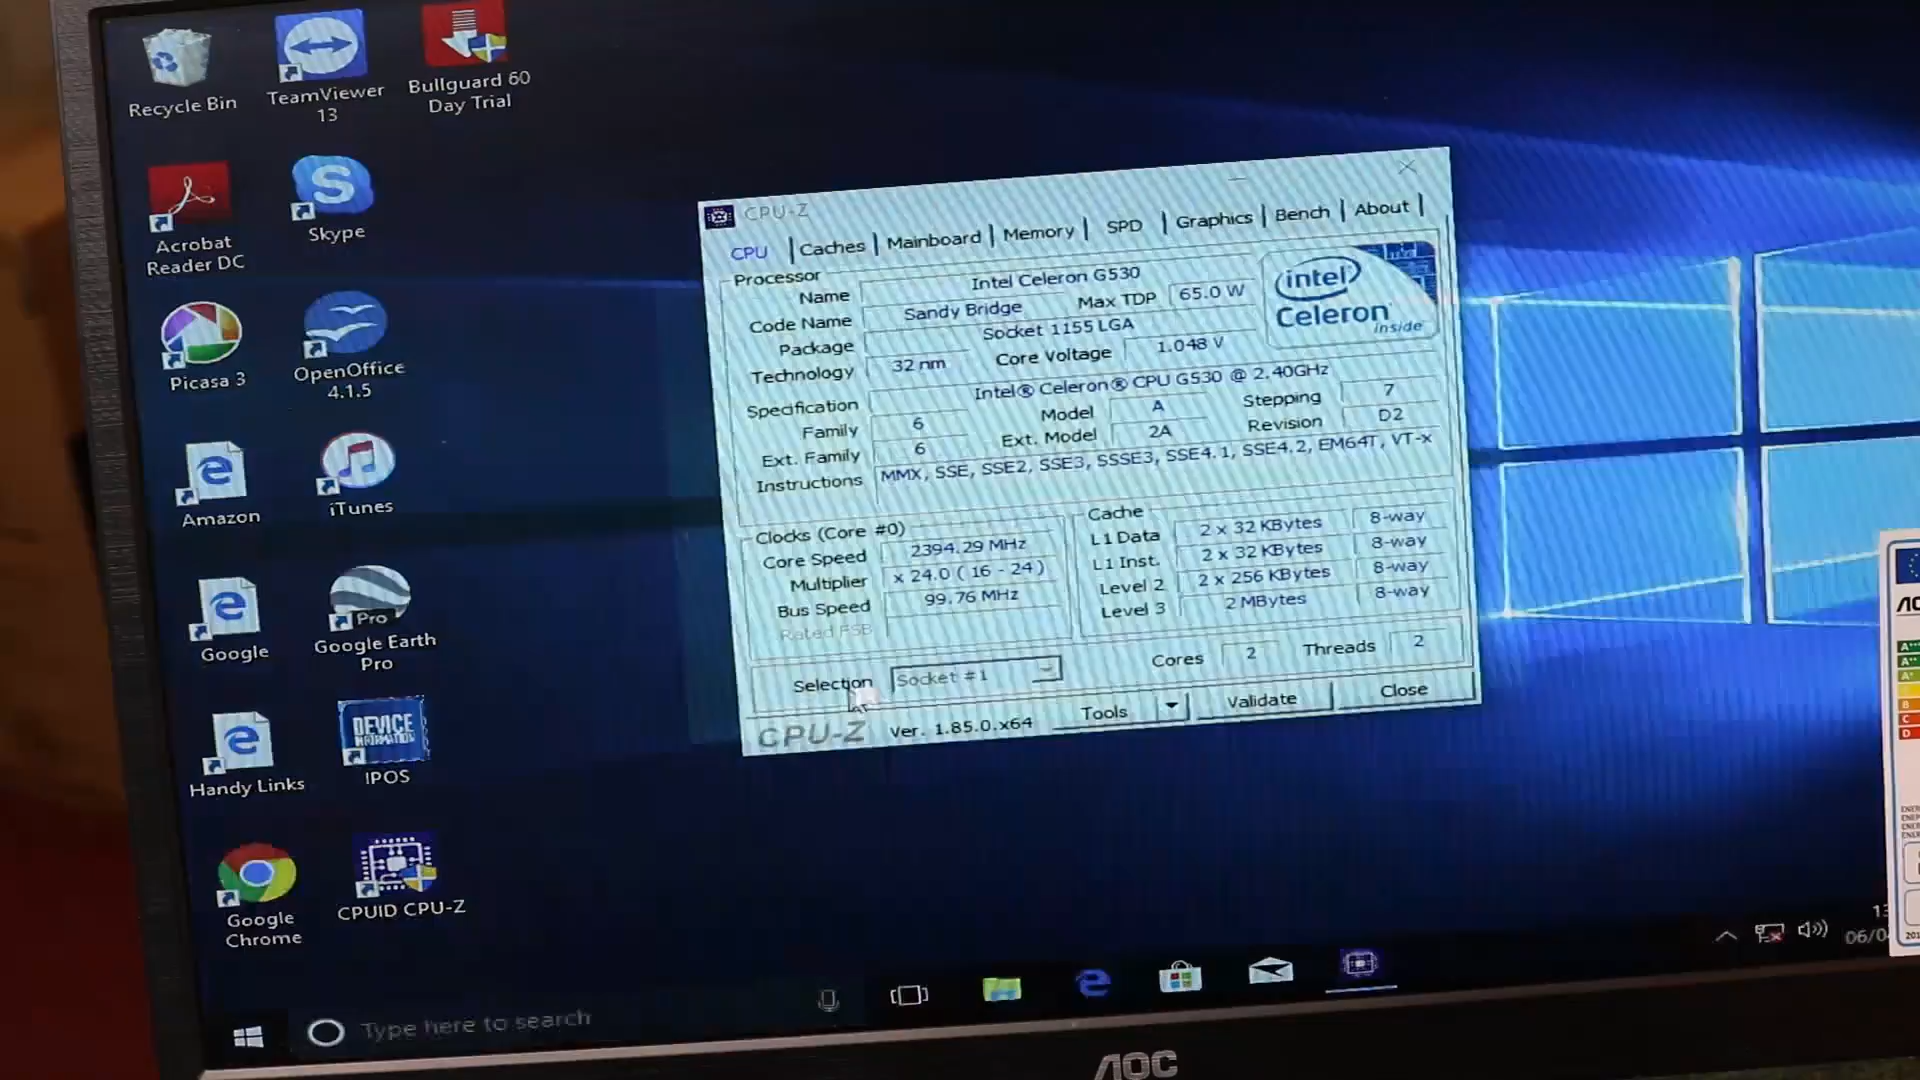 Recycle Bin
TeamViewer
13
Bullguard 60
Day Trial
Acrobat
Reader DC
Skype
Picasa 3
OpenOffice
4.1.5
Amazon
iTunes
Google
Pro
Google Earth
Pro
Handy Links
DEVICE
INFORMATION
IPOS
Google
Chrome
CPUID CPU-Z
CPU-Z
CPU Caches Mainboard Memory SPD Graphics Bench About
Processor
Name Intel Celeron G530
Code Name Sandy Bridge Max TDP 65.0 W
Package Socket 1155 LGA
Technology 32 nm Core Voltage 1.048 V
intel
Celeron
inside
Specification Intel® Celeron® CPU G530 @ 2.40GHz
Family 6 Model A Stepping 7
Ext. Family 6 Ext. Model 2A Revision D2
Instructions MMX, SSE, SSE2, SSE3, SSSE3, SSE4.1, SSE4.2, EM64T, VT-x
Clocks (Core #0)
Core Speed 2394.29 MHz
Multiplier x 24.0 ( 16 - 24 )
Bus Speed 99.76 MHz
Rated FSB
Cache
L1 Data 2 x 32 KBytes 8-way
L1 Inst. 2 x 32 KBytes 8-way
Level 2 2 x 256 KBytes 8-way
Level 3 2 MBytes 8-way
Selection Socket #1 Cores 2 Threads 2
CPU-Z Ver. 1.85.0.x64 Tools Validate Close
Type here to search
13
06/0
AOC
A++
A+
B
C
D